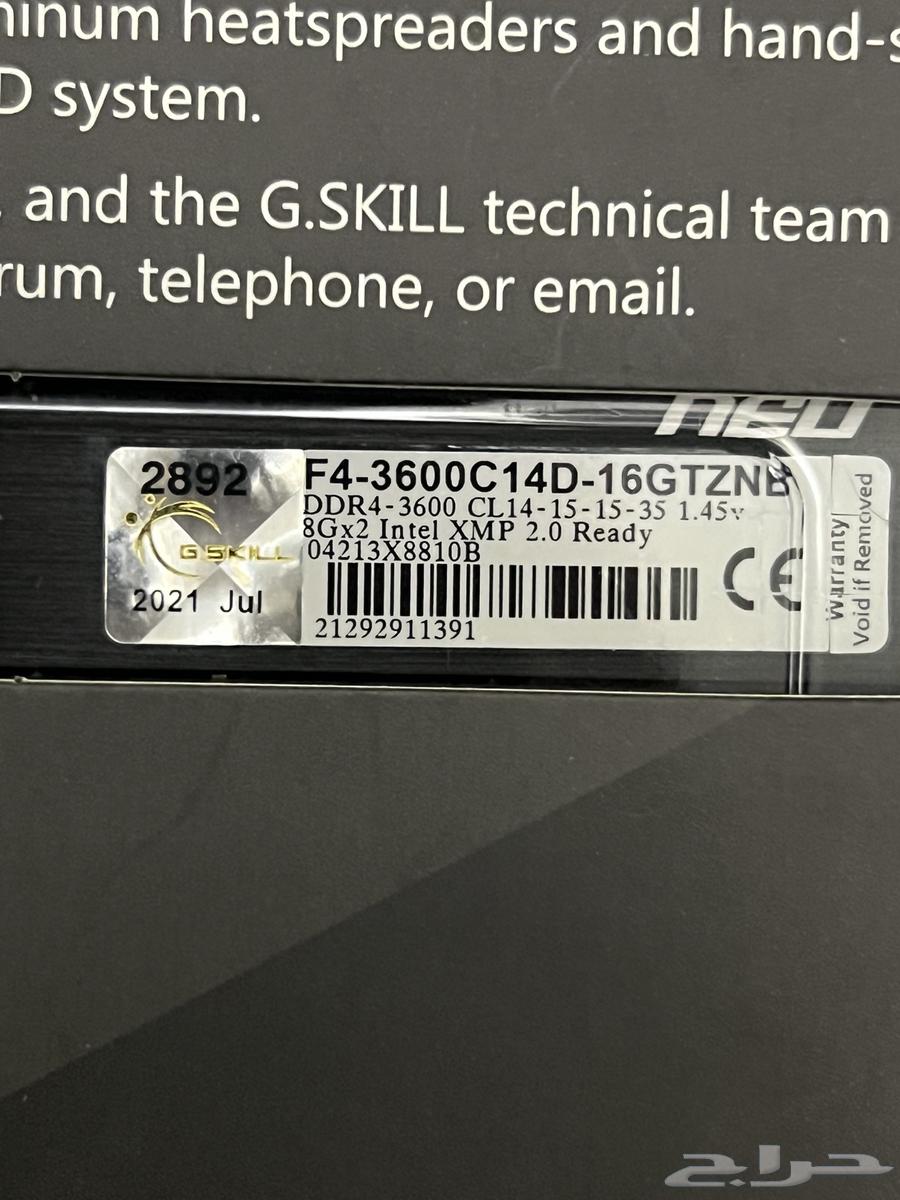 minum heatspreaders and hand-s
D system.
, and the G.SKILL technical team
rum, telephone, or email.
neo
2892
G.SKILL
2021 Jul
F4-3600C14D-16GTZNB
DDR4-3600 CL14-15-15-35 1.45v
8Gx2 Intel XMP 2.0 Ready
04213X8810B
21292911391
CE
Warranty
Void if Removed
حراج